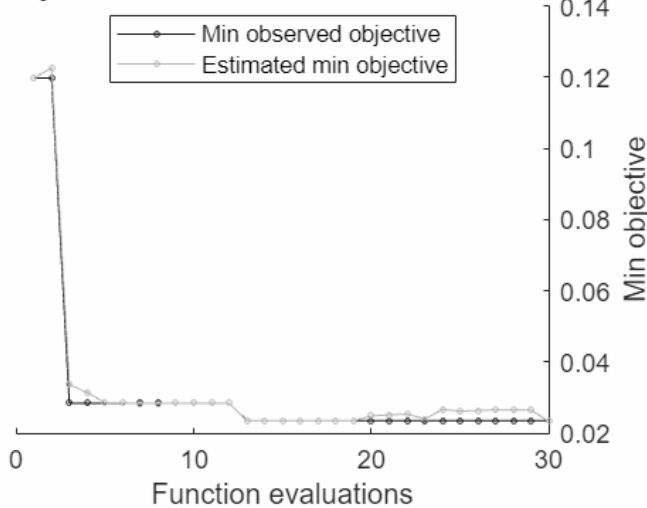 0.14
Min observed objective
Estimated min objective
0.12
0.1
0.08
0.06
0.04
0.02
Min objective
0 10 20 30
Function evaluations